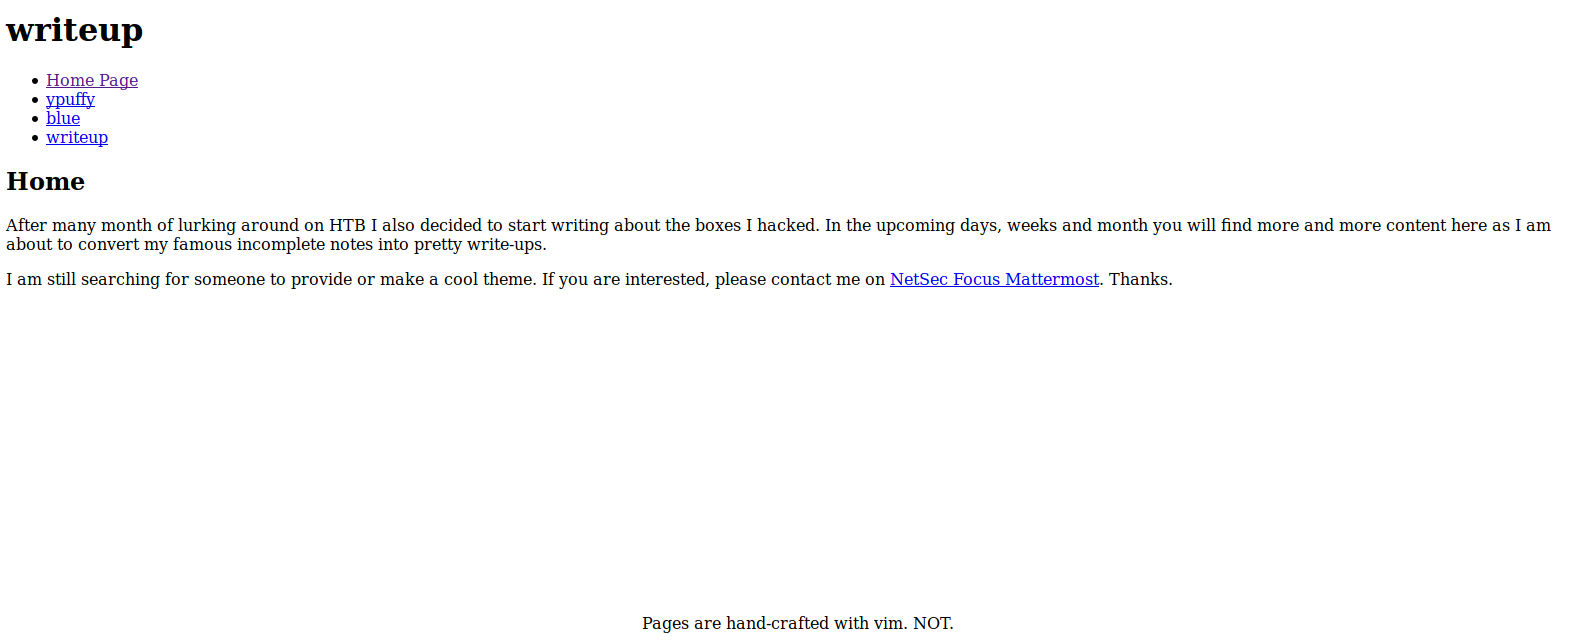 writeup
Home Page
ypuffy
blue
writeup
Home
After many month of lurking around on HTB I also decided to start writing about the boxes I hacked. In the upcoming days, weeks and month you will find more and more content here as I am
about to convert my famous incomplete notes into pretty write-ups.
I am still searching for someone to provide or make a cool theme. If you are interested, please contact me on NetSec Focus Mattermost. Thanks.
Pages are hand-crafted with vim. NOT.